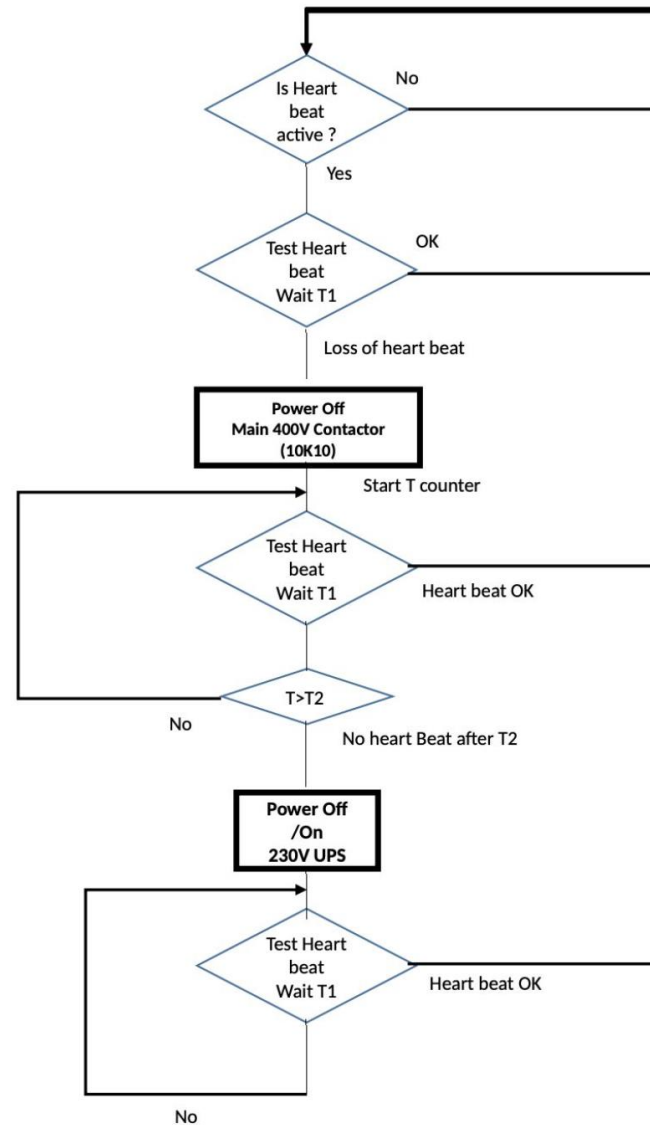 Is Heart
beat
active ?
No
Yes
Test Heart
beat
Wait T1
OK
Loss of heart beat
Power Off
Main 400V Contactor
(10K10)
Start T counter
Test Heart
beat
Wait T1
Heart beat OK
T>T2
No
No heart Beat after T2
Power Off
/On
230V UPS
Test Heart
beat
Wait T1
Heart beat OK
No